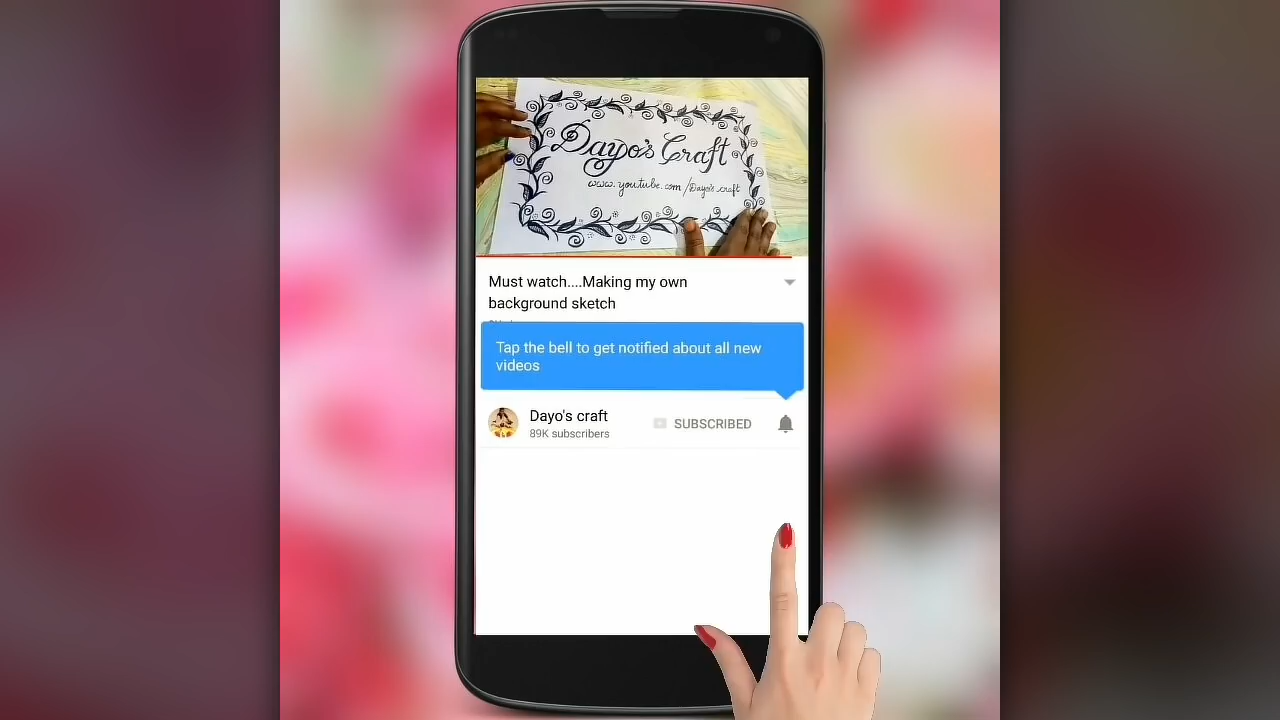 Dayo's Craft
www.youtube.com/Dayo's craft
Must watch....Making my own
background sketch
Tap the bell to get notified about all new
videos
Dayo's craft
SUBSCRIBED
89K subscribers